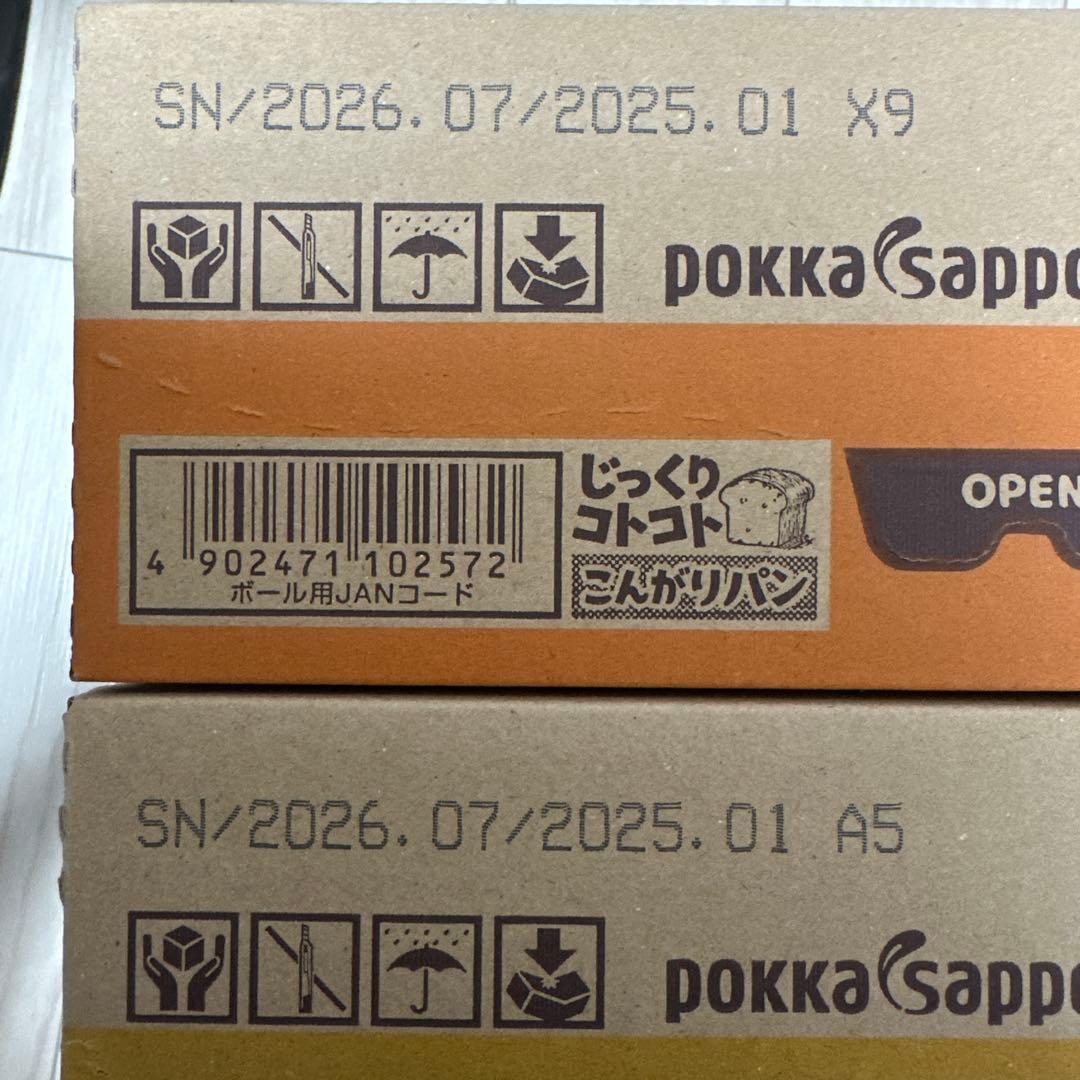 SN/2026.07/2025.01 X9
POKKA sappo
じっくり
コトコト
こんがりパン
OPEN
4 902471 102572
ボール用JANコード
SN/2026.07/2025.01 A5
POKKA sappo